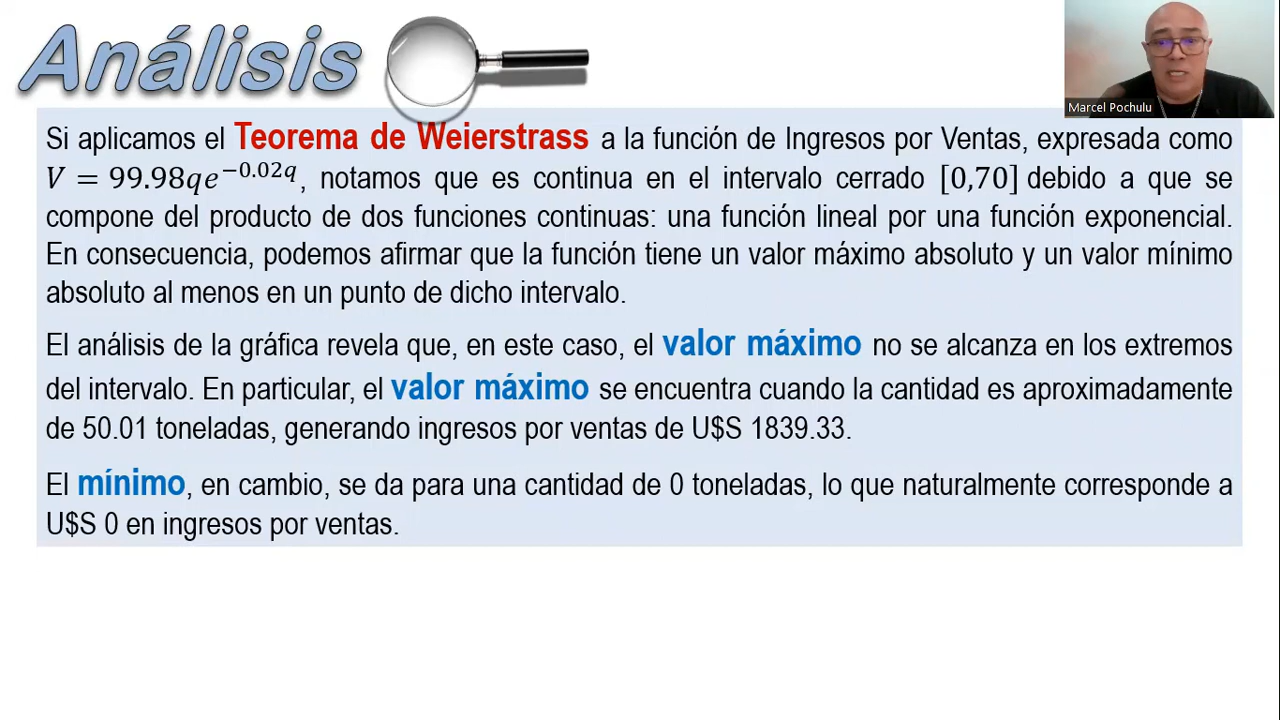 Análisis
Marcel Pochulu
Si aplicamos el Teorema de Weierstrass a la función de Ingresos por Ventas, expresada como
V = 99.98qe^{−0.02q}, notamos que es continua en el intervalo cerrado [0,70] debido a que se
compone del producto de dos funciones continuas: una función lineal por una función exponencial.
En consecuencia, podemos afirmar que la función tiene un valor máximo absoluto y un valor mínimo
absoluto al menos en un punto de dicho intervalo.
El análisis de la gráfica revela que, en este caso, el valor máximo no se alcanza en los extremos
del intervalo. En particular, el valor máximo se encuentra cuando la cantidad es aproximadamente
de 50.01 toneladas, generando ingresos por ventas de U$S 1839.33.
El mínimo, en cambio, se da para una cantidad de 0 toneladas, lo que naturalmente corresponde a
U$S 0 en ingresos por ventas.